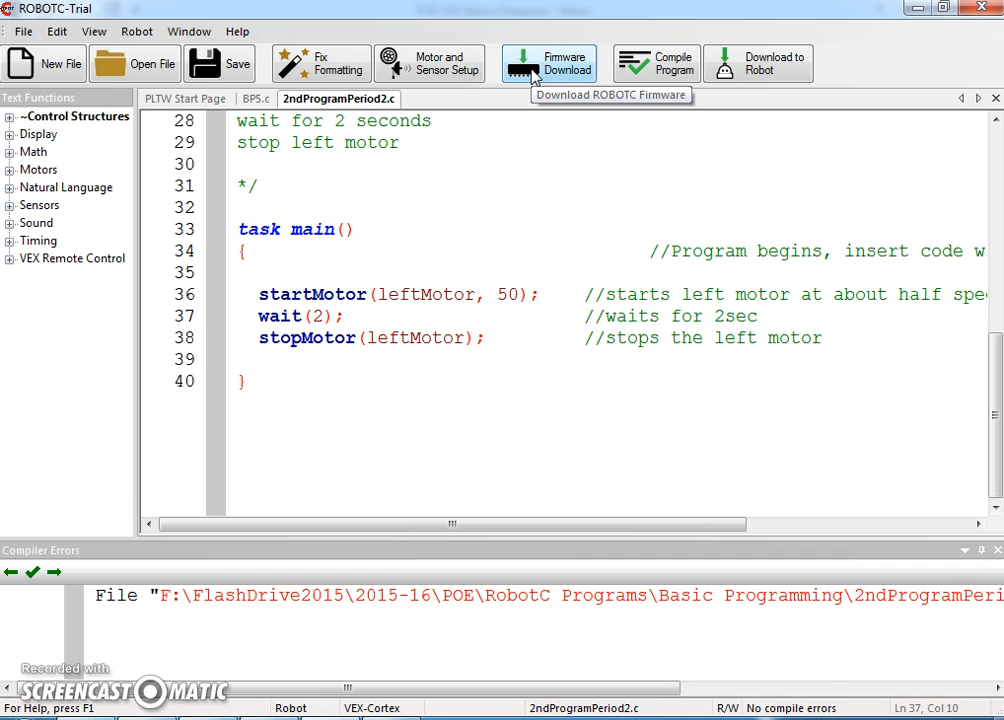 ROBOTC-Trial
File Edit View Robot Window Help
New File Open File Save Fix Formatting Motor and Sensor Setup Firmware Download Compile Program Download to Robot
Download ROBOTC Firmware
Text Functions
PLTW Start Page BP5.c 2ndProgramPeriod2.c
~Control Structures
Display
Math
Motors
Natural Language
Sensors
Sound
Timing
VEX Remote Control
28 wait for 2 seconds
29 stop left motor
30
31 */
32
33 task main()
34 { //Program begins, insert code w
35
36 startMotor(leftMotor, 50); //starts left motor at about half spe
37 wait(2); //waits for 2sec
38 stopMotor(leftMotor); //stops the left motor
39
40 }
Compiler Errors
File "F:\FlashDrive2015\2015-16\POE\RobotC Programs\Basic Programming\2ndProgramPeri
Recorded with
SCREENCAST O MATIC
For Help, press F1 Robot VEX-Cortex 2ndProgramPeriod2.c R/W No compile errors Ln 37, Col 10